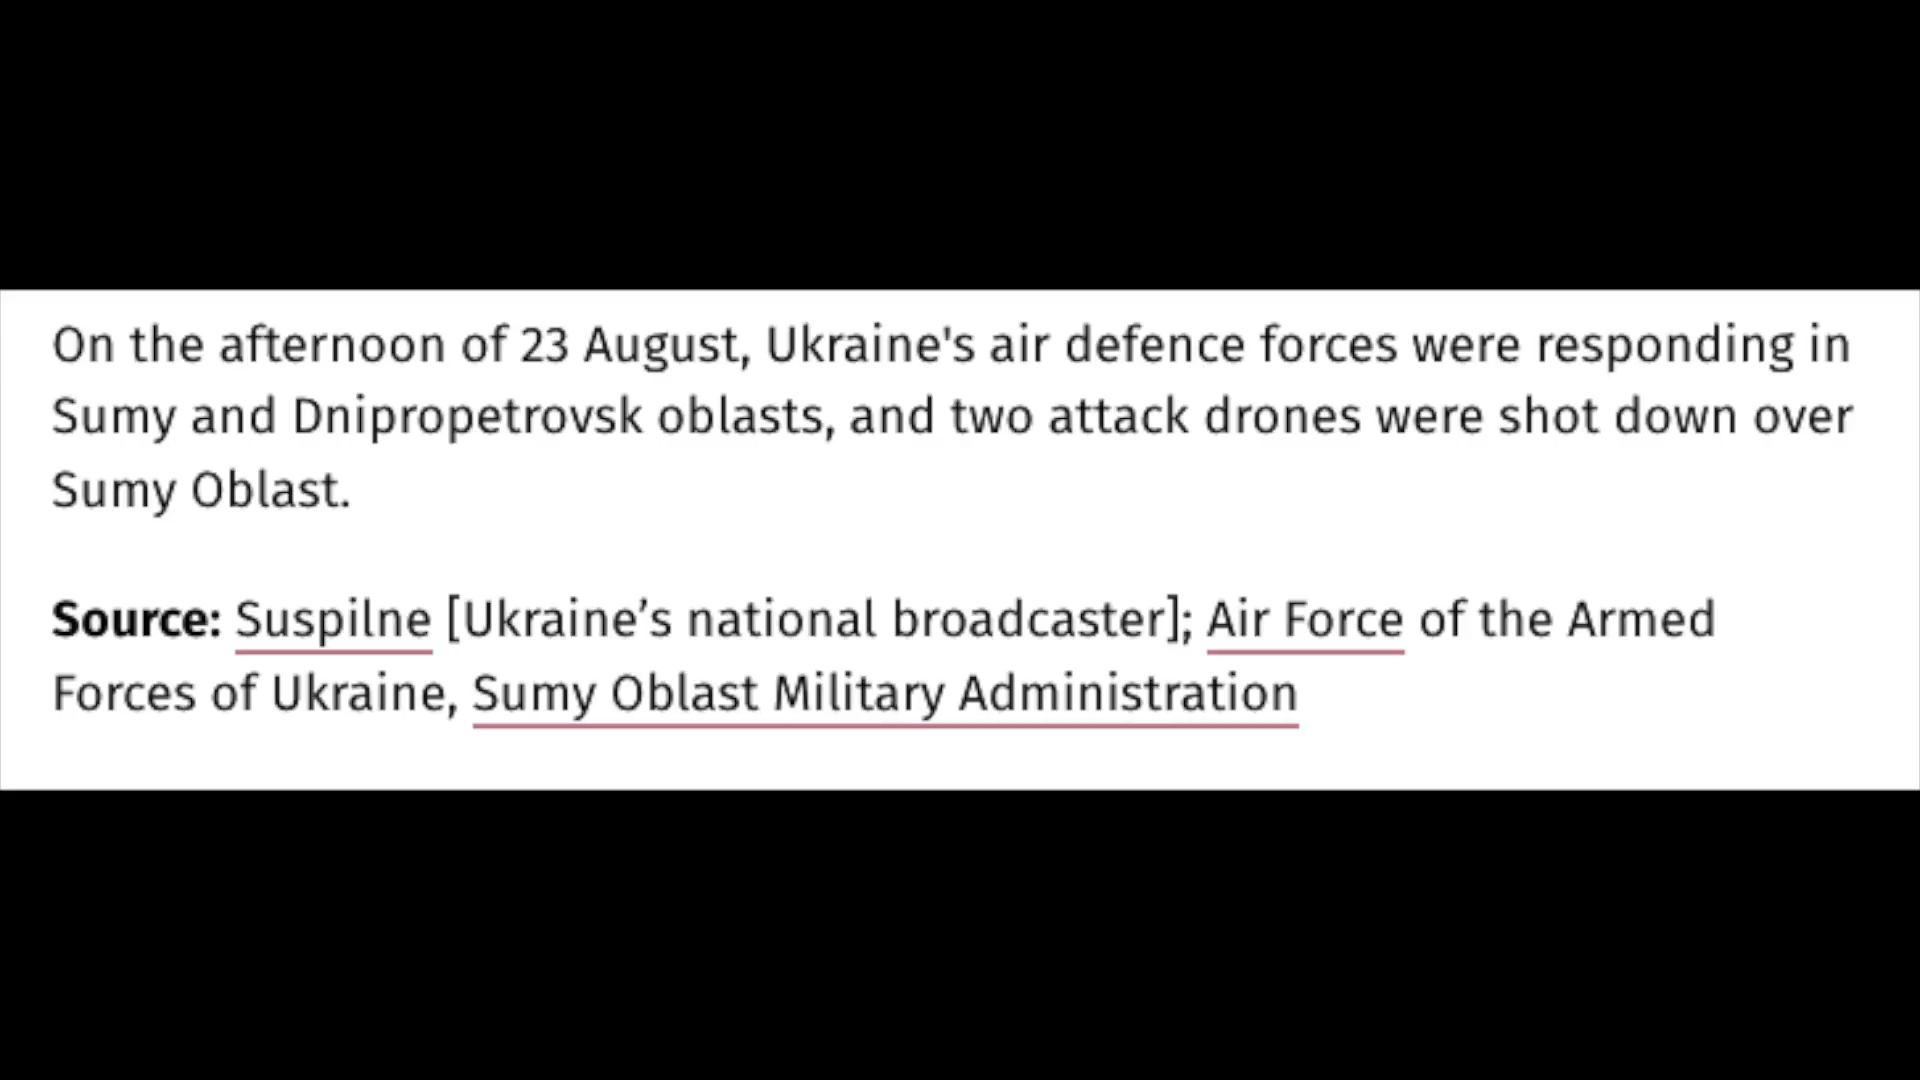 On the afternoon of 23 August, Ukraine's air defence forces were responding in
Sumy and Dnipropetrovsk oblasts, and two attack drones were shot down over
Sumy Oblast.
Source: Suspilne [Ukraine’s national broadcaster]; Air Force of the Armed
Forces of Ukraine, Sumy Oblast Military Administration